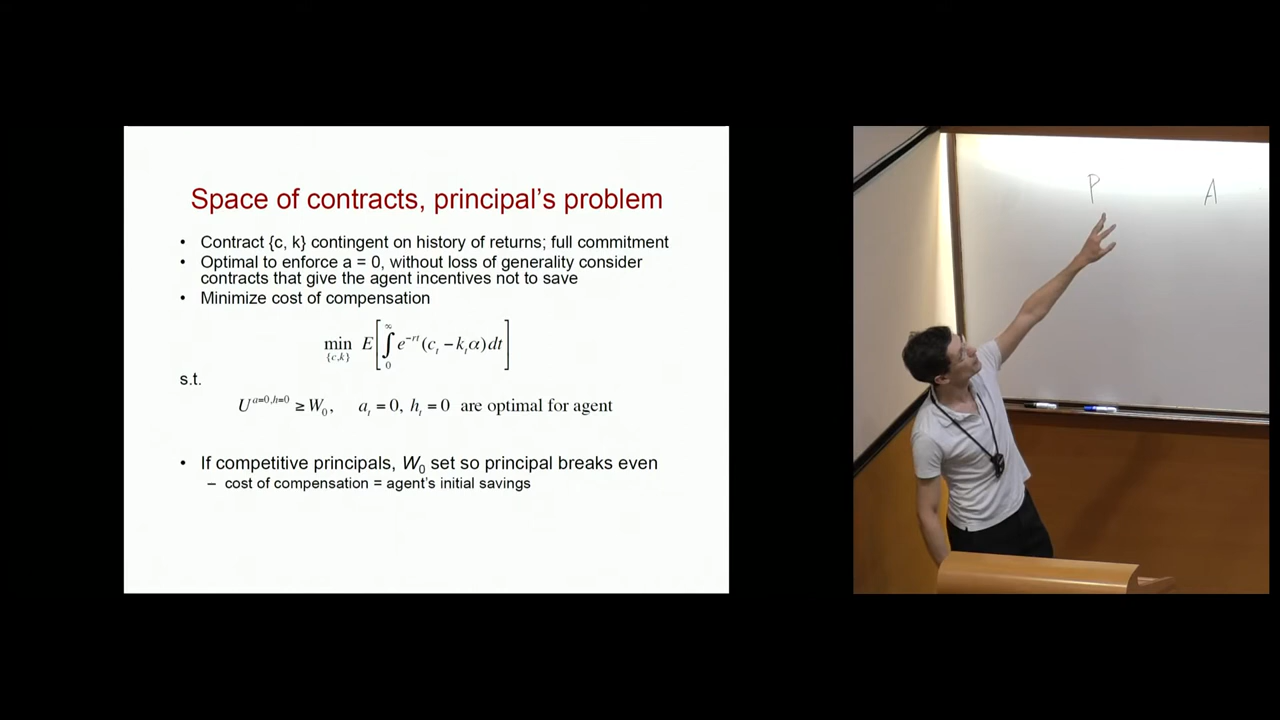 Space of contracts, principal's problem
• Contract {c, k} contingent on history of returns; full commitment
• Optimal to enforce a = 0, without loss of generality consider
contracts that give the agent incentives not to save
• Minimize cost of compensation
min_{c,k} E[∫_0^∞ e^{-rt}(c_t − k_tα)dt]
s.t.
U^{a=0,h=0} ≥ W_0, a_t = 0, h_t = 0 are optimal for agent
• If competitive principals, W_0 set so principal breaks even
– cost of compensation = agent's initial savings
P A